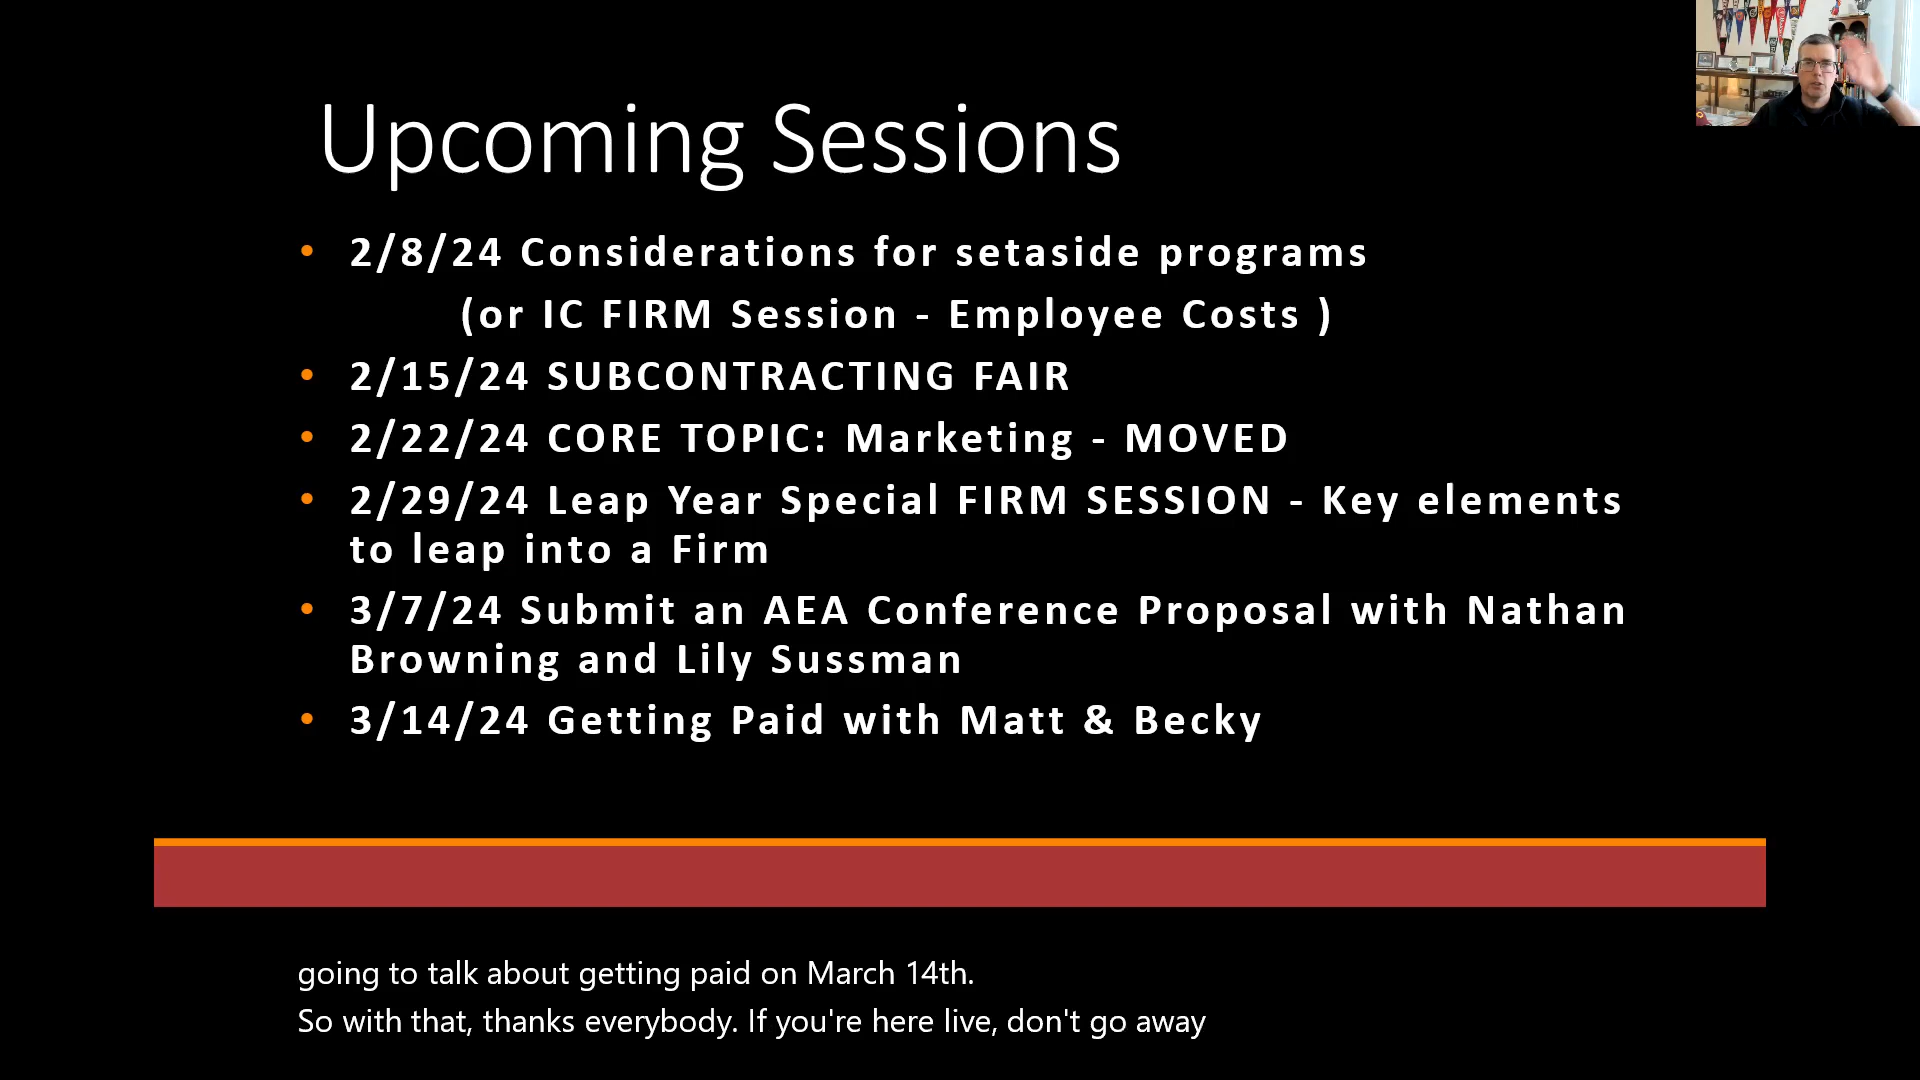 Upcoming Sessions
• 2/8/24 Considerations for setaside programs
(or IC FIRM Session - Employee Costs )
• 2/15/24 SUBCONTRACTING FAIR
• 2/22/24 CORE TOPIC: Marketing - MOVED
• 2/29/24 Leap Year Special FIRM SESSION - Key elements
to leap into a Firm
• 3/7/24 Submit an AEA Conference Proposal with Nathan
Browning and Lily Sussman
• 3/14/24 Getting Paid with Matt & Becky
going to talk about getting paid on March 14th.
So with that, thanks everybody. If you're here live, don't go away